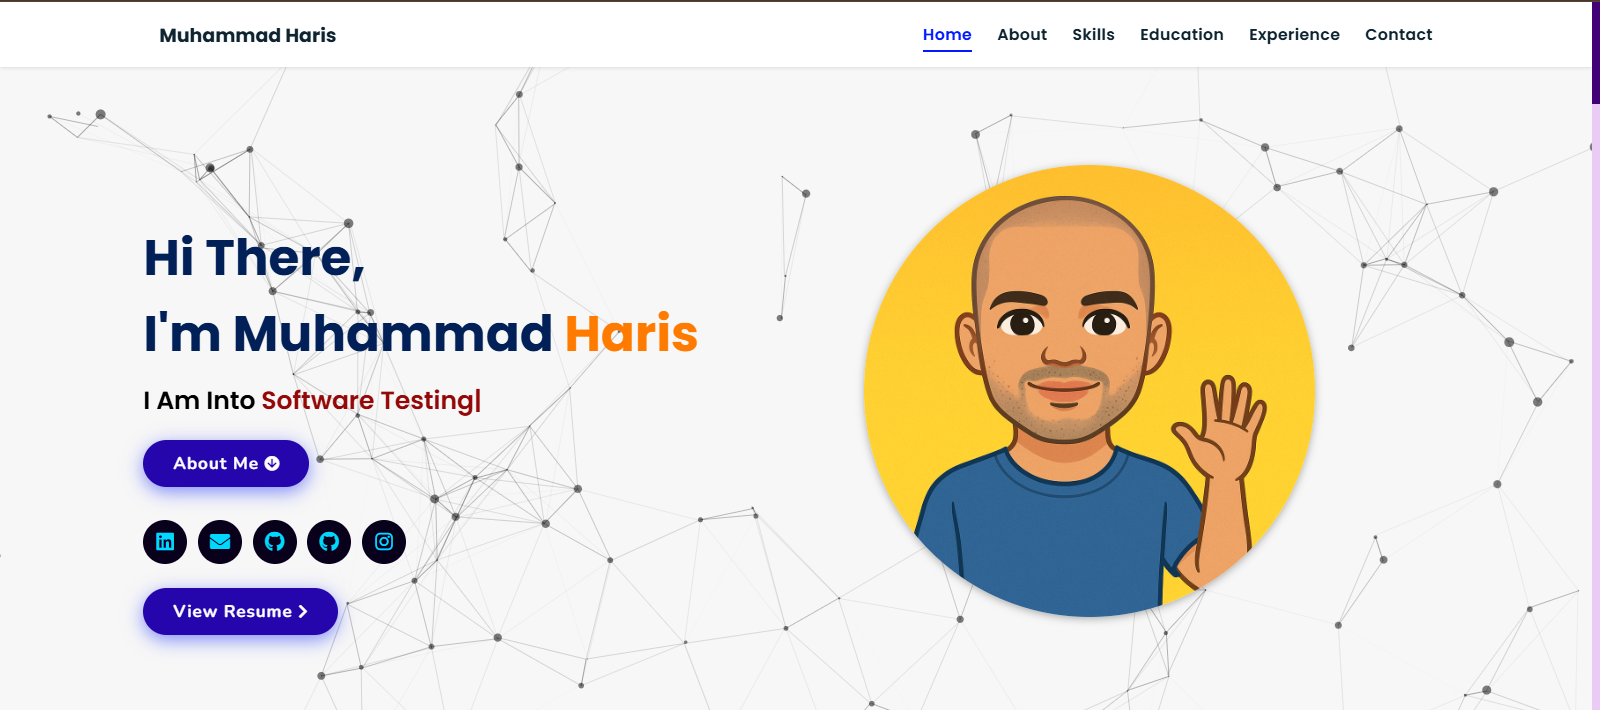 Muhammad Haris
Home About Skills Education Experience Contact
Hi There,
I'm Muhammad Haris
I Am Into Software Testing|
About Me
View Resume